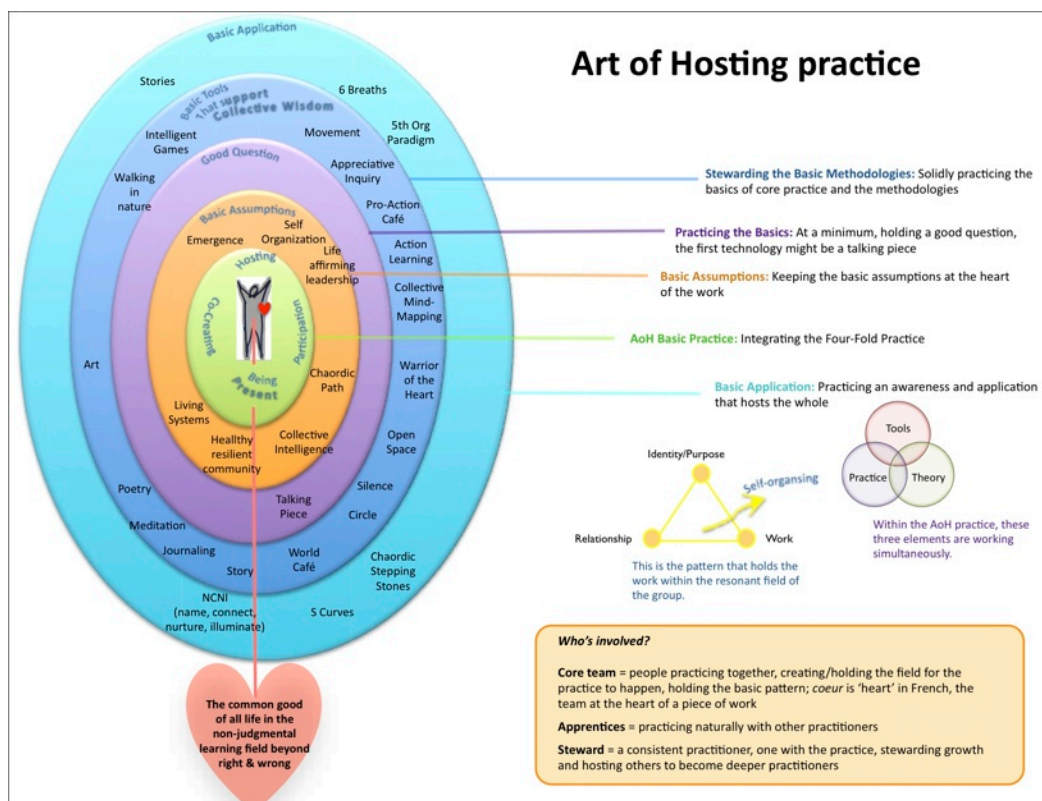 Art of Hosting practice
Basic Application
Stories
6 Breaths
5th Org
Paradigm
Basic Tools
That support
Collective Wisdom
Intelligent
Games
Movement
Walking
in
nature
Appreciative
Inquiry
Pro-Action
Café
Action
Learning
Collective
Mind-
Mapping
Art
Warrior of
the Heart
Open
Space
Silence
Circle
Poetry
Meditation
Journaling
Story
World
Café
Good Question
Talking
Piece
Basic Assumptions
Emergence
Self
Organization
Life
affirming
leadership
Chaordic
Path
Living
Systems
Heallthy
resilient
community
Collective
Intelligence
Hosting
Co-Creating
Participation
Being
Present
Chaordic
Stepping
Stones
NCNI
(name, connect,
nurture, illuminate)
S Curves
The common good
of all life in the
non-judgmental
learning field beyond
right & wrong
Stewarding the Basic Methodologies: Solidly practicing the
basics of core practice and the methodologies
Practicing the Basics: At a minimum, holding a good question,
the first technology might be a talking piece
Basic Assumptions: Keeping the basic assumptions at the heart
of the work
AoH Basic Practice: Integrating the Four-Fold Practice
Basic Application: Practicing an awareness and application
that hosts the whole
Identity/Purpose
Self-organsing
Relationship
Work
This is the pattern that holds the
work within the resonant field of
the group.
Tools
Practice
Theory
Within the AoH practice, these
three elements are working
simultaneously.
Who's involved?
Core team = people practicing together, creating/holding the field for the
practice to happen, holding the basic pattern; coeur is 'heart' in French, the
team at the heart of a piece of work
Apprentices = practicing naturally with other practitioners
Steward = a consistent practitioner, one with the practice, stewarding growth
and hosting others to become deeper practitioners